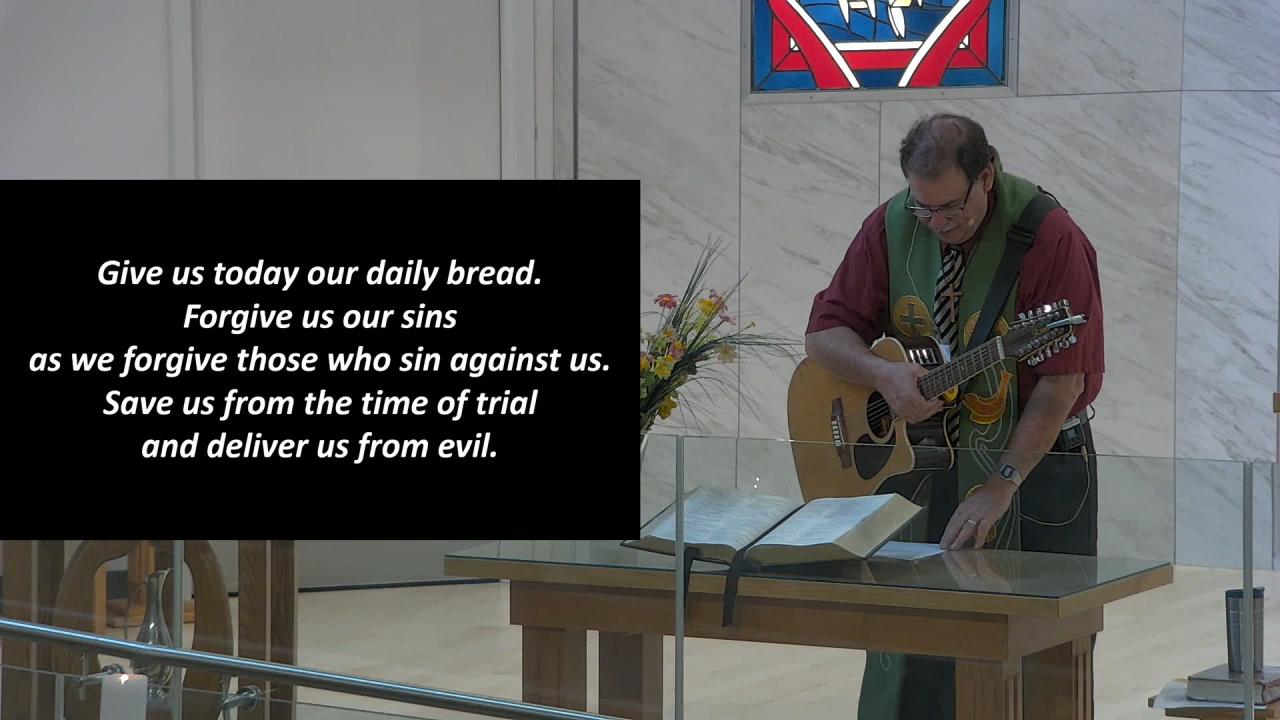 Give us today our daily bread.
Forgive us our sins
as we forgive those who sin against us.
Save us from the time of trial
and deliver us from evil.